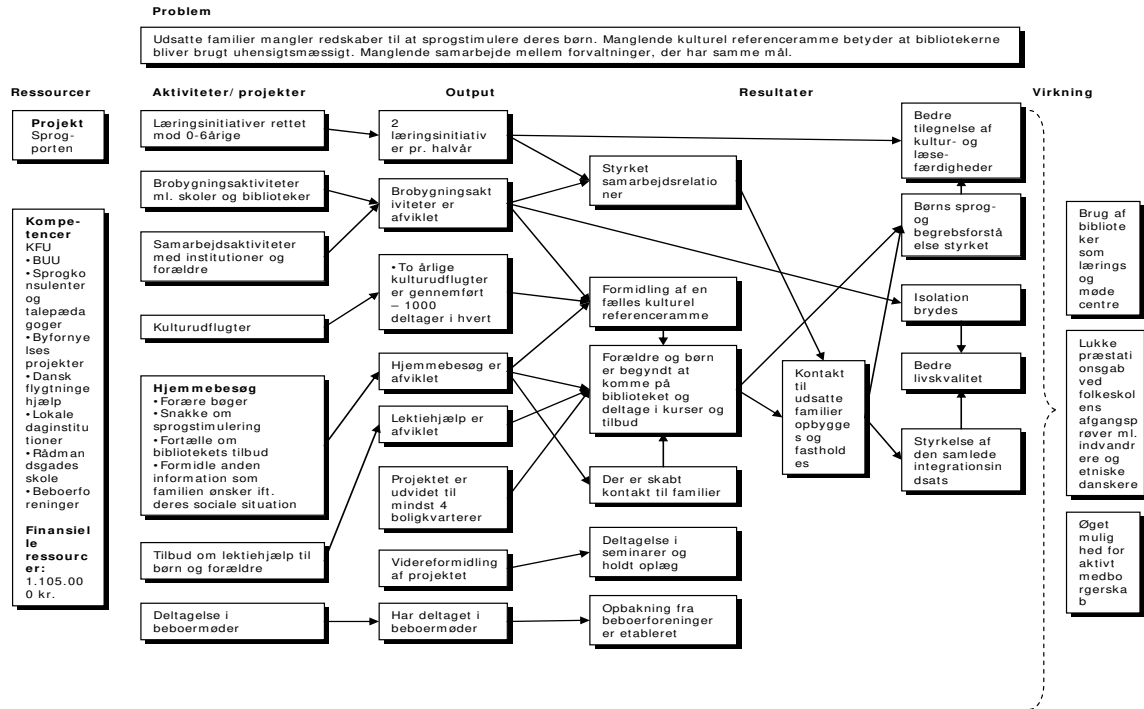 Problem
Udsatte familier mangler redskaber til at sprogstimulere deres børn. Manglende kulturel referenceramme betyder at bibliotekerne
bliver brugt uhensigtsmæssigt. Manglende samarbejde mellem forvaltninger, der har samme mål.
Ressourcer
Aktiviteter/ projekter
Output
Resultater
Virkning
Projekt
Sprog-
porten
Kompe-
tencer
KFU
•BUU
•Sprogko
nsulenter
og
talepæda
goger
•Byfornye
lses
projekter
•Dansk
flygtninge
hjælp
•Lokale
daginstitu
tioner
•Rådman
dsgades
skole
•Beboerfo
reninger
Finansiel
le
ressourc
er:
1.105.00
0 kr.
Læringsinitiativer rettet
mod 0-6årige
Brobygningsaktiviteter
ml. skoler og biblioteker
Samarbejdsaktiviteter
med institutioner og
forældre
Kulturudflugter
Hjemmebesøg
•Forære bøger
•Snakke om
sprogstimulering
•Fortælle om
bibliotekets tilbud
•Formidle anden
information som
familien ønsker ift.
deres sociale situation
Tilbud om lektiehjælp til
børn og forældre
Deltagelse i
beboermøder
2
læringsinitiativ
er pr. halvår
Brobygningsakt
iviteter er
afviklet
•To årlige
kulturudflugter
er gennemført
– 1000
deltager i hvert
Hjemmebesøg er
afviklet
Lektiehjælp er
afviklet
Projektet er
udvidet til
mindst 4
boligkvarterer
Videreformidling
af projektet
Har deltaget i
beboermøder
Styrket
samarbejdsrelatio
ner
Formidling af en
fælles kulturel
referenceramme
Forældre og børn
er begyndt at
komme på
biblioteket og
deltage i kurser og
tilbud
Der er skabt
kontakt til familier
Deltagelse i
seminarer og
holdt oplæg
Opbakning fra
beboerforeninger
er etableret
Kontakt
til
udsatte
familier
opbygge
s og
fasthold
es
Bedre
tilegnelse af
kultur- og
læse-
færdigheder
Børns sprog-
og
begrebsforstå
else styrket
Isolation
brydes
Bedre
livskvalitet
Styrkelse af
den samlede
integrationsin
dsats
Brug af
bibliote
ker
som
lærings
og
møde
centre
Lukke
præstati
onsgab
ved
folkeskol
ens
afgangsp
røver ml.
indvand
rere og
etniske
danskere
Øget
mulig
hed for
aktivt
medbo
rgerska
b